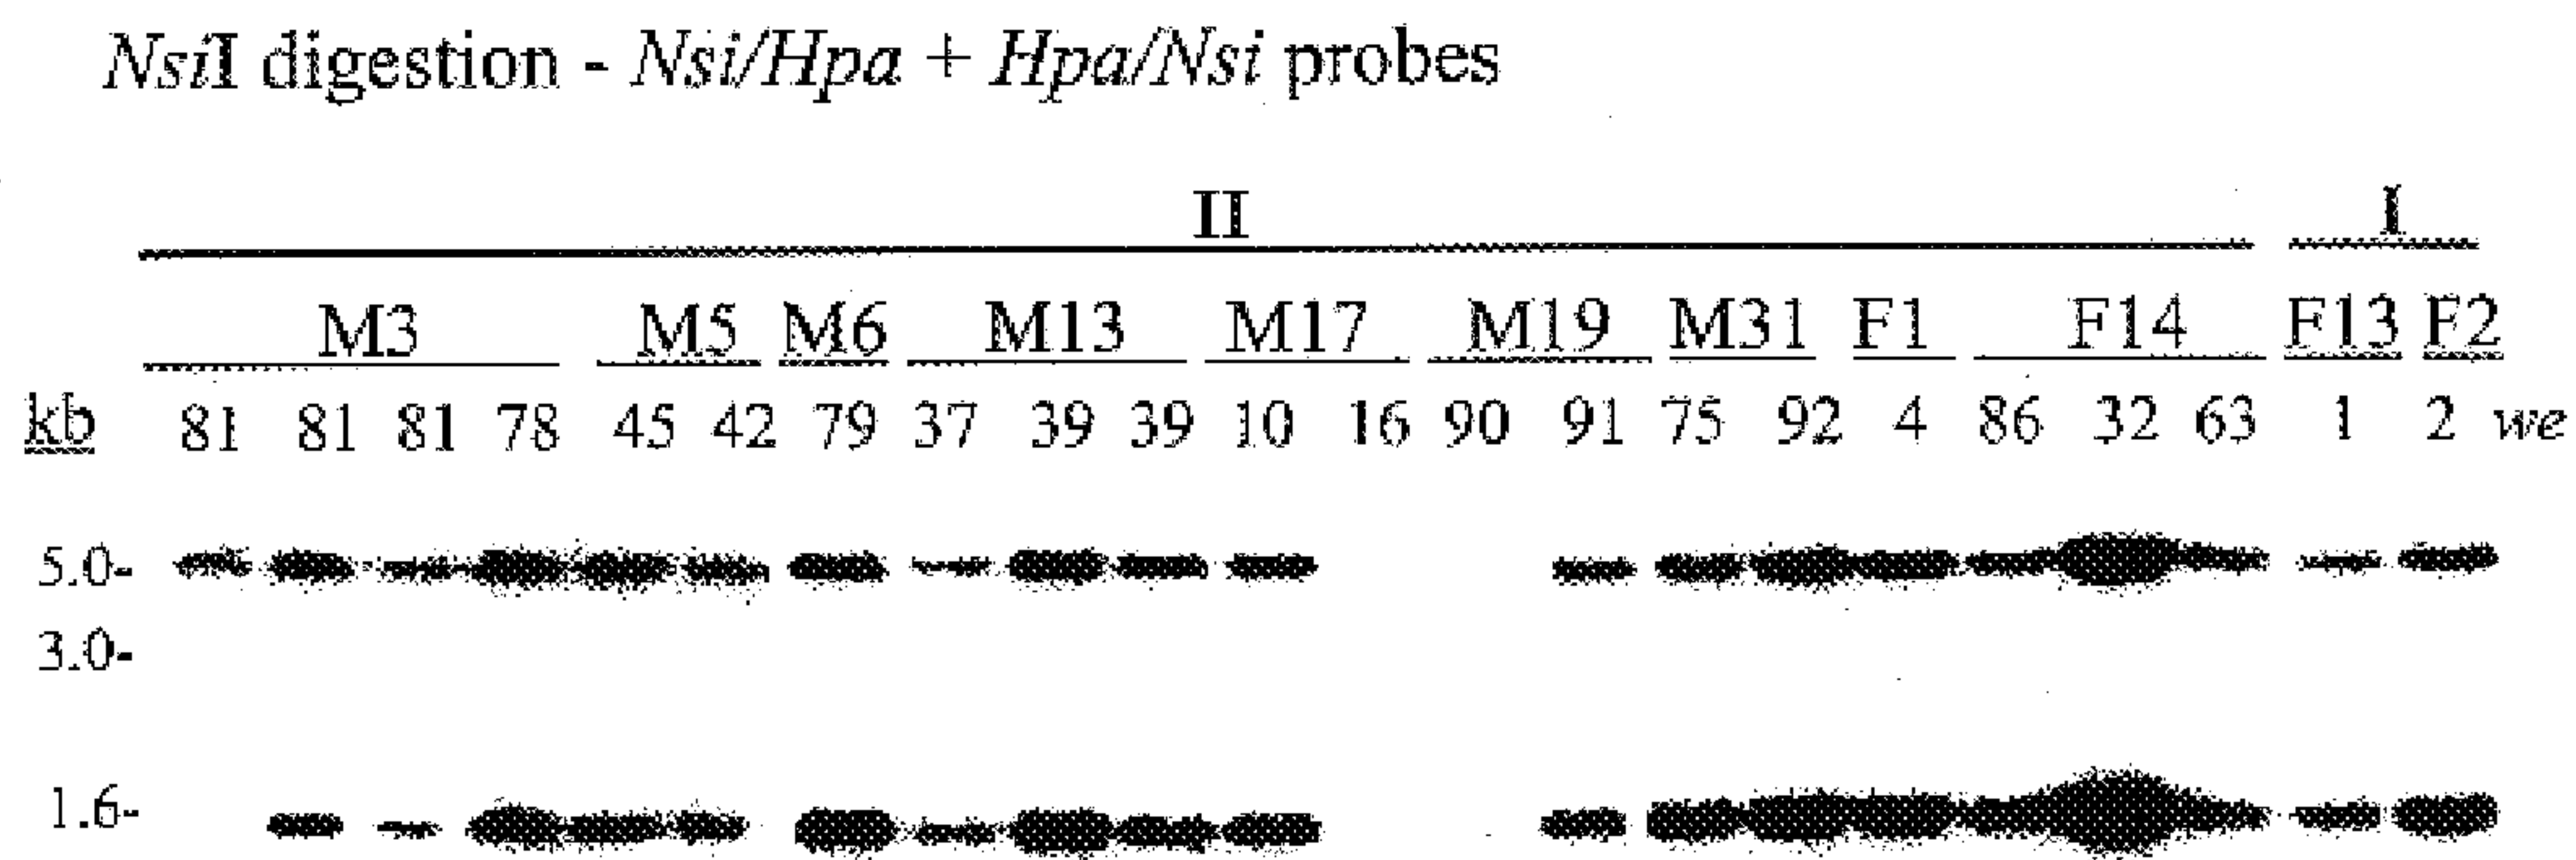 NsiI digestion - Nsi/Hpa + Hpa/Nsi probes
II I
M3 M5 M6 M13 M17 M19 M31 F1 F14 F13 F2
kb 81 81 81 78 45 42 79 37 39 39 10 16 90 91 75 92 4 86 32 63 1 2 we
5.0-
3.0-
1.6-